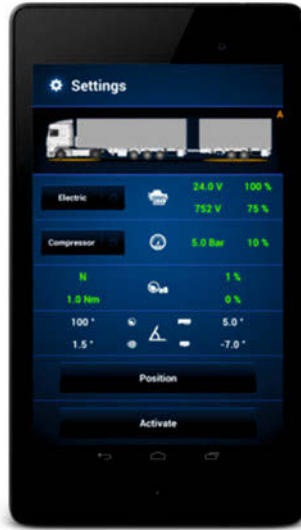 Settings
A
Electric 24.0 V 100 %
752 V 75 %
Compressor 5.0 Bar 10 %
N 1 %
1.0 Nm 0 %
100 ° 5.0 °
1.5 ° -7.0 °
Position
Activate